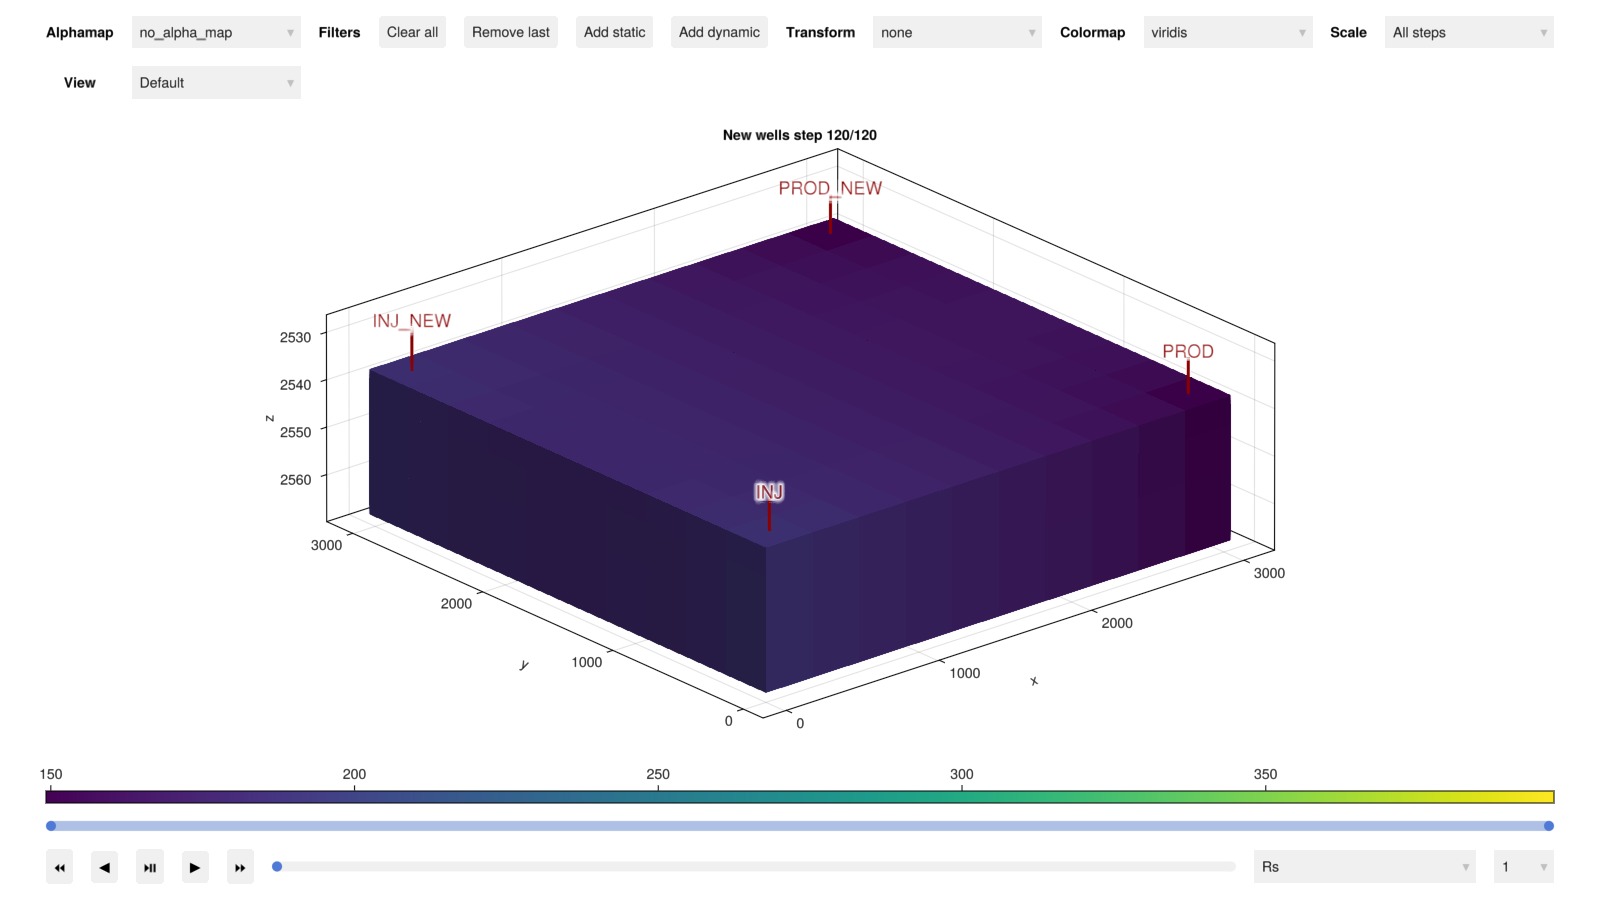 Alphamap no_alpha_map Filters Clear all Remove last Add static Add dynamic Transform none Colormap viridis Scale All steps
View Default
New wells step 120/120
PROD_NEW
INJ_NEW
PROD
INJ
2530
2540
z
2550
2560
3000
2000
y
1000
0
0
1000
x
2000
3000
150 200 250 300 350
Rs 1